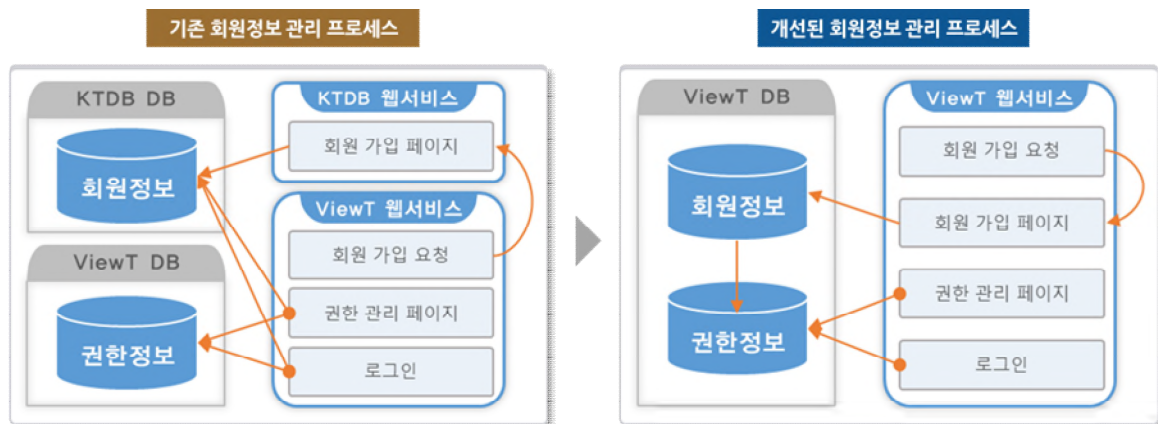 기존 회원정보 관리 프로세스
KTDB DB
회원정보
ViewT DB
권한정보
KTDB 웹서비스
회원 가입 페이지
ViewT 웹서비스
회원 가입 요청
권한 관리 페이지
로그인
개선된 회원정보 관리 프로세스
ViewT DB
회원정보
권한정보
ViewT 웹서비스
회원 가입 요청
회원 가입 페이지
권한 관리 페이지
로그인